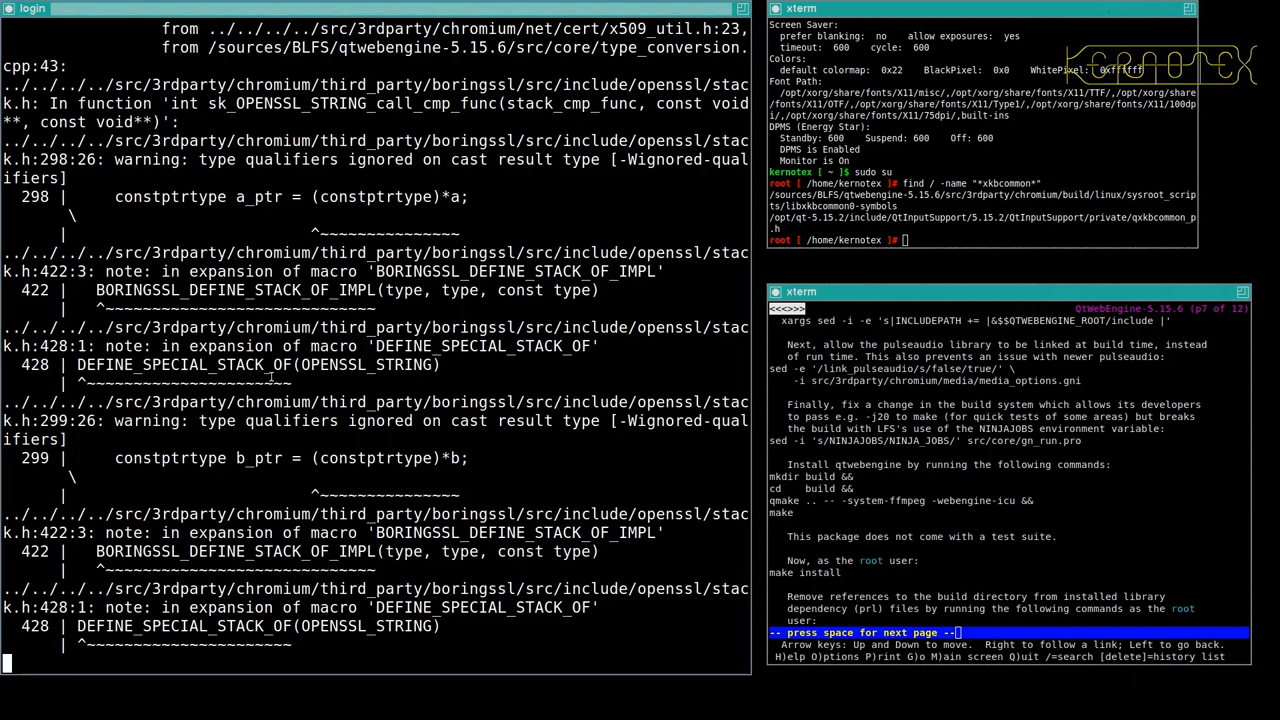 login
from ../../../../src/3rdparty/chromium/net/cert/x509_util.h:23,
from /sources/BLFS/qtwebengine-5.15.6/src/core/type_conversion.
cpp:43:
../../../../src/3rdparty/chromium/third_party/boringssl/src/include/openssl/stac
k.h: In function 'int sk_OPENSSL_STRING_call_cmp_func(stack_cmp_func, const void
**, const void**)':
../../../../src/3rdparty/chromium/third_party/boringssl/src/include/openssl/stac
k.h:298:26: warning: type qualifiers ignored on cast result type [-Wignored-qual
ifiers]
298 |     constptrtype a_ptr = (constptrtype)*a;
\
|                          ^~~~~~~~~~~~~~~
../../../../src/3rdparty/chromium/third_party/boringssl/src/include/openssl/stac
k.h:422:3: note: in expansion of macro 'BORINGSSL_DEFINE_STACK_OF_IMPL'
422 |   BORINGSSL_DEFINE_STACK_OF_IMPL(type, type, const type)
|   ^~~~~~~~~~~~~~~~~~~~~~~~~~~~~~
../../../../src/3rdparty/chromium/third_party/boringssl/src/include/openssl/stac
k.h:428:1: note: in expansion of macro 'DEFINE_SPECIAL_STACK_OF'
428 | DEFINE_SPECIAL_STACK_OF(OPENSSL_STRING)
| ^~~~~~~~~~~~~~~~~~~~~~~
../../../../src/3rdparty/chromium/third_party/boringssl/src/include/openssl/stac
k.h:299:26: warning: type qualifiers ignored on cast result type [-Wignored-qual
ifiers]
299 |     constptrtype b_ptr = (constptrtype)*b;
\
|                          ^~~~~~~~~~~~~~~
../../../../src/3rdparty/chromium/third_party/boringssl/src/include/openssl/stac
k.h:422:3: note: in expansion of macro 'BORINGSSL_DEFINE_STACK_OF_IMPL'
422 |   BORINGSSL_DEFINE_STACK_OF_IMPL(type, type, const type)
|   ^~~~~~~~~~~~~~~~~~~~~~~~~~~~~~
../../../../src/3rdparty/chromium/third_party/boringssl/src/include/openssl/stac
k.h:428:1: note: in expansion of macro 'DEFINE_SPECIAL_STACK_OF'
428 | DEFINE_SPECIAL_STACK_OF(OPENSSL_STRING)
| ^~~~~~~~~~~~~~~~~~~~~~~
xterm
Screen Saver:
prefer blanking:  no    allow exposures:  yes
timeout:  600    cycle:  600
Colors:
default colormap:  0x22    BlackPixel:  0x0    WhitePixel:  0xffffff
Font Path:
/opt/xorg/share/fonts/X11/misc/,/opt/xorg/share/fonts/X11/TTF/,/opt/xorg/share
/fonts/X11/OTF/,/opt/xorg/share/fonts/X11/Type1/,/opt/xorg/share/fonts/X11/100dp
i/,/opt/xorg/share/fonts/X11/75dpi/,built-ins
DPMS (Energy Star):
Standby: 600    Suspend: 600    Off: 600
DPMS is Enabled
Monitor is On
kernotex [ ~ ]$ sudo su
root [ /home/kernotex ]# find / -name "*xkbcommon*"
/sources/BLFS/qtwebengine-5.15.6/src/3rdparty/chromium/build/linux/sysroot_scrip
ts/libxkbcommon0-symbols
/opt/qt-5.15.2/include/QtInputSupport/5.15.2/QtInputSupport/private/qxkbcommon_p
.h
root [ /home/kernotex ]#
KERNOTEX
xterm
<<<>>> QtWebEngine-5.15.6 (p7 of 12)
xargs sed -i -e 's|INCLUDEPATH += |&$$QTWEBENGINE_ROOT/include |'
Next, allow the pulseaudio library to be linked at build time, instead
of run time. This also prevents an issue with newer pulseaudio:
sed -e '/link_pulseaudio/s/false/true/' \
-i src/3rdparty/chromium/media/media_options.gni
Finally, fix a change in the build system which allows its developers
to pass e.g. -j20 to make (for quick tests of some areas) but breaks
the build with LFS's use of the NINJAJOBS environment variable:
sed -i 's/NINJAJOBS/NINJA_JOBS/' src/core/gn_run.pro
Install qtwebengine by running the following commands:
mkdir build &&
cd    build &&
qmake .. -- -system-ffmpeg -webengine-icu &&
make
This package does not come with a test suite.
Now, as the root user:
make install
Remove references to the build directory from installed library
dependency (prl) files by running the following commands as the root
user:
-- press space for next page --
Arrow keys: Up and Down to move.  Right to follow a link; Left to go back.
H)elp O)ptions P)rint G)o M)ain screen Q)uit /=search [delete]=history list